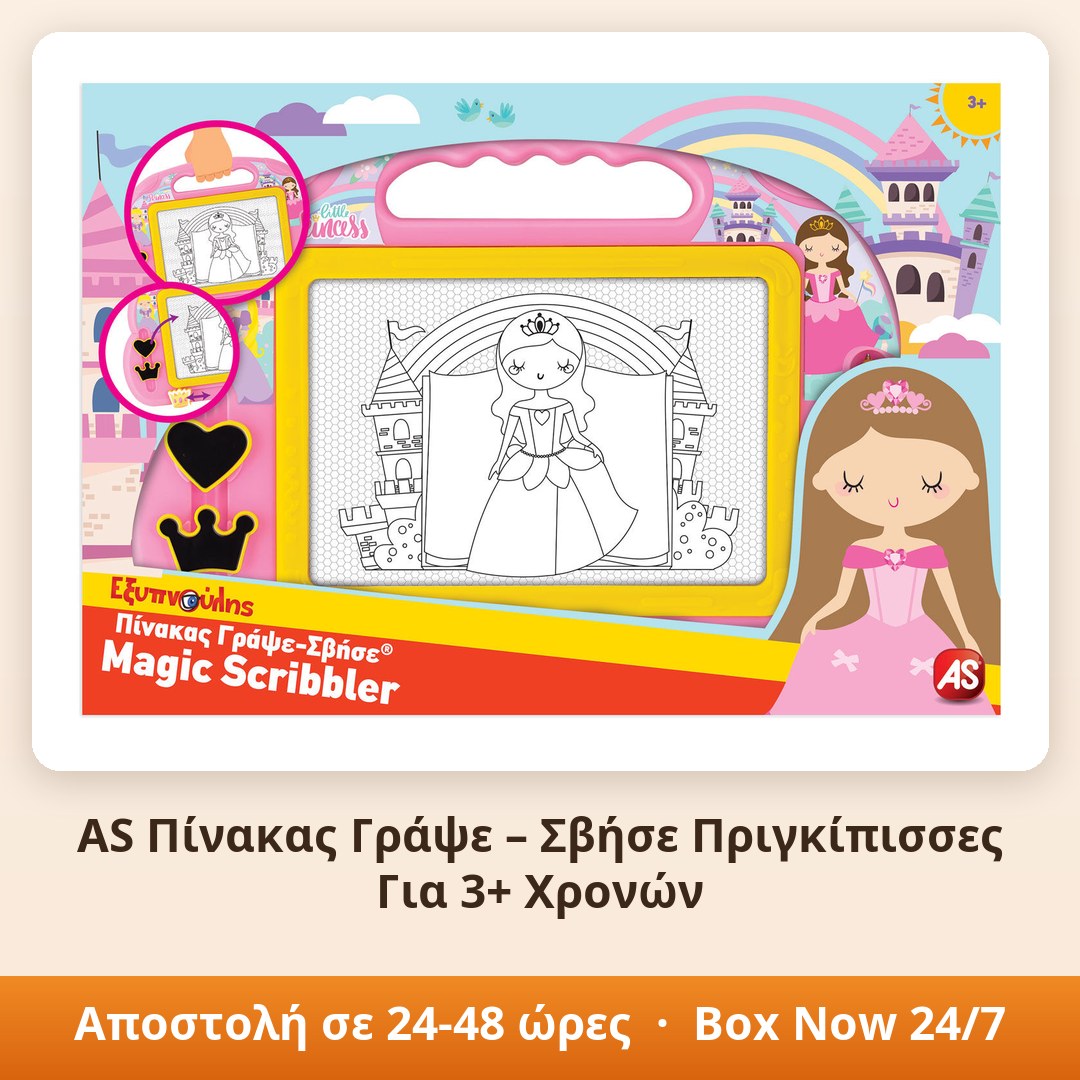 3+
little
Εξυπνούλης
Πίνακας Γράψε-Σβήσε®
Magic Scribbler
AS
AS Πίνακας Γράψε – Σβήσε Πριγκίπισσες
Για 3+ Χρονών
Αποστολή σε 24-48 ώρες · Box Now 24/7